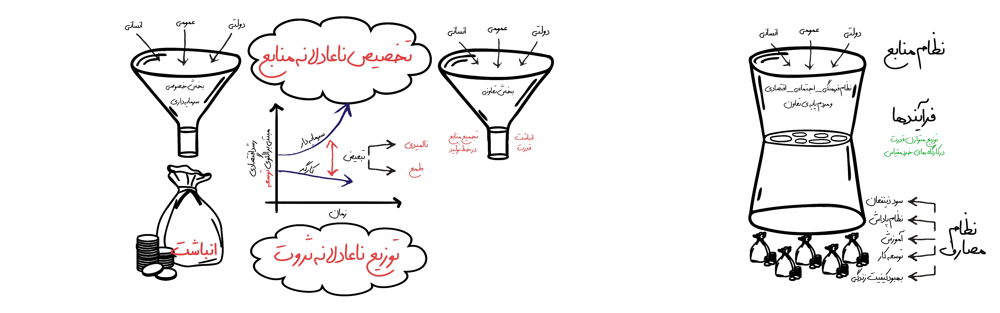 نظام منابع
دولتی
عمومی
انسانی
نظام فرهنگی_اجتماعی_اقتصادی
و مردم پایه‌ی تعاون
فرآیندها
توزیع متوازن قدرت
در کارگاه های خرد مقیاس
نظام
مصارف
سود ذینفعان
نظام پاداش
آموزش
توسعه کار
بهبود کیفیت زندگی
دولتی
عمومی
انسانی
بخش تعاونی
انباشت
قدرت
تجمیع منابع
در خط تولید
تخصیص ناعادلانه منابع
رشد اقتصادی
مبتنی بر الگوی توسعه
سرمایه‌دار
کارگر
تبعیض
ناامیدی
طمع
زمان
توزیع ناعادلانه ثروت
دولتی
عمومی
انسانی
بخش خصوصی
سرمایه‌داری
انباشت